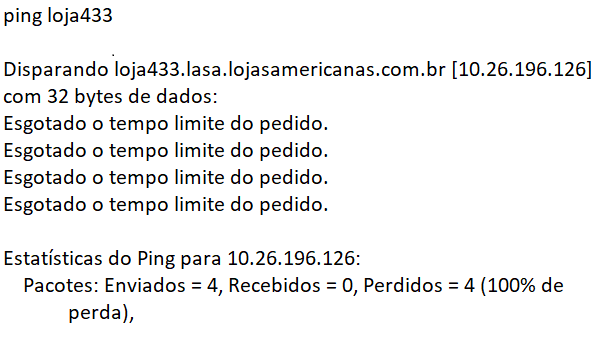 ping loja433
Disparando loja433.lasa.lojasamericanas.com.br [10.26.196.126]
com 32 bytes de dados:
Esgotado o tempo limite do pedido.
Esgotado o tempo limite do pedido.
Esgotado o tempo limite do pedido.
Esgotado o tempo limite do pedido.
Estatísticas do Ping para 10.26.196.126:
Pacotes: Enviados = 4, Recebidos = 0, Perdidos = 4 (100% de
perda),